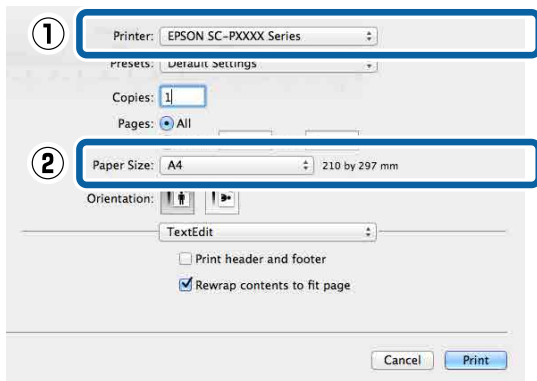 ①
Printer: EPSON SC-PXXXX Series
Presets: Default Settings
Copies: 1
Pages: All
②
Paper Size: A4 210 by 297 mm
Orientation:
TextEdit
Print header and footer
Rewrap contents to fit page
Cancel Print